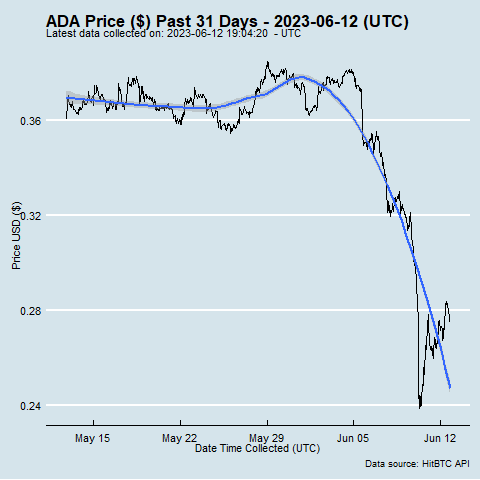 ADA Price ($) Past 31 Days - 2023-06-12 (UTC)
Latest data collected on: 2023-06-12 19:04:20 - UTC
Price USD ($)
0.36
0.32
0.28
0.24
May 15
May 22
May 29
Jun 05
Jun 12
Date Time Collected (UTC)
Data source: HitBTC API